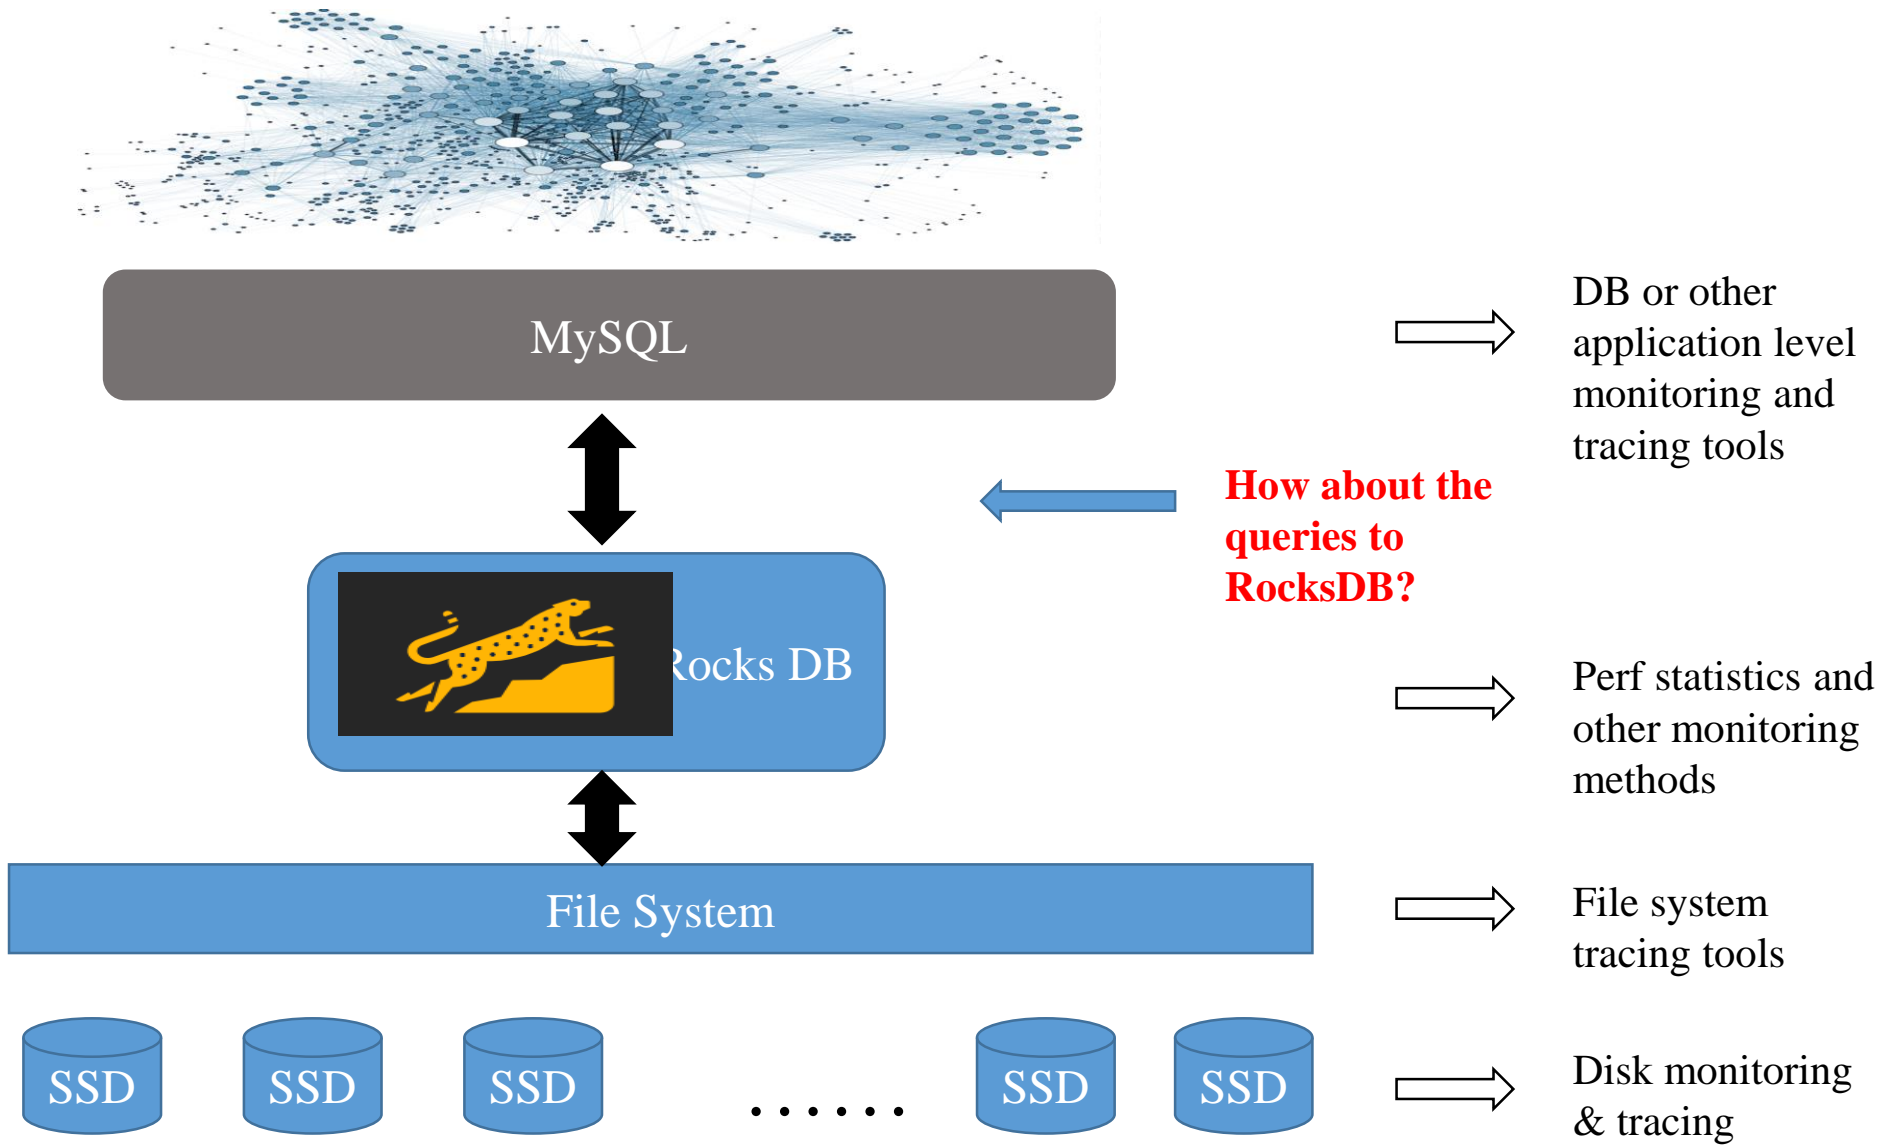 MySQL
DB or other
application level
monitoring and
tracing tools
How about the
queries to
RocksDB?
Rocks DB
Perf statistics and
other monitoring
methods
File System
File system
tracing tools
SSD
SSD
SSD
......
SSD
SSD
Disk monitoring
& tracing